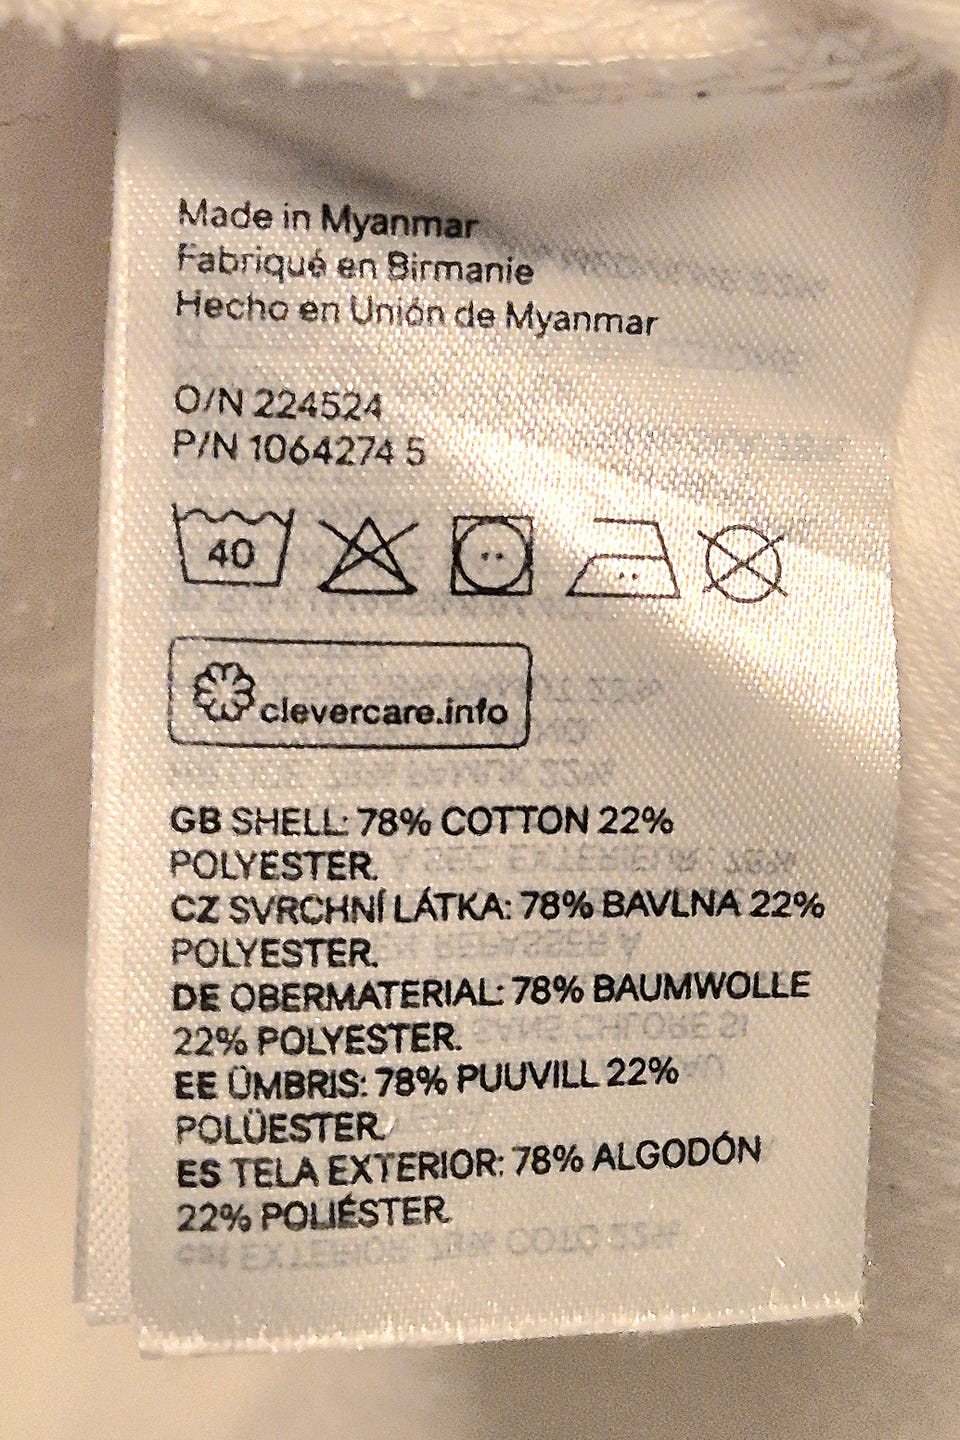 Made in Myanmar
Fabriqué en Birmanie
Hecho en Unión de Myanmar
O/N 224524
P/N 1064274 5
40
clevercare.info
GB SHELL: 78% COTTON 22%
POLYESTER.
CZ SVRCHNÍ LÁTKA: 78% BAVLNA 22%
POLYESTER.
DE OBERMATERIAL: 78% BAUMWOLLE
22% POLYESTER.
EE ÜMBRIS: 78% PUUVILL 22%
POLÜESTER.
ES TELA EXTERIOR: 78% ALGODÓN
22% POLIÉSTER.